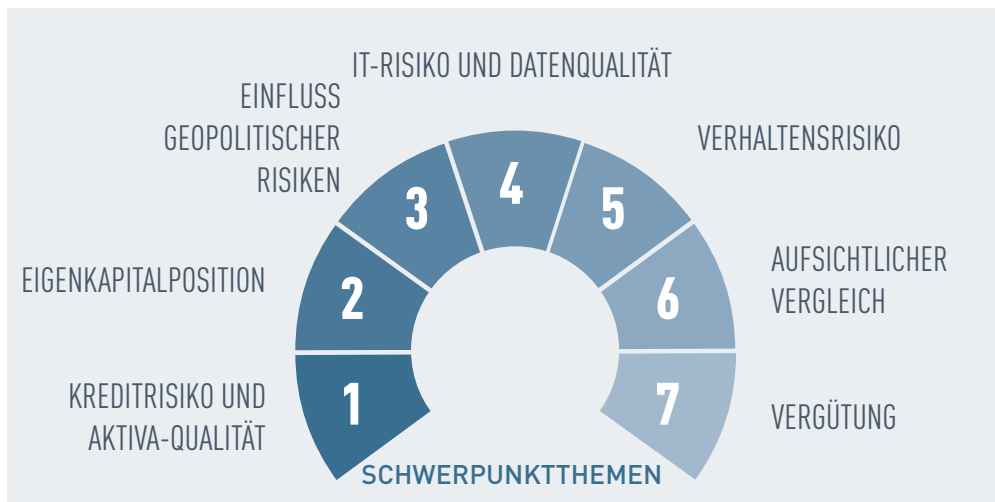 IT-RISIKO UND DATENQUALITÄT
EINFLUSS
GEOPOLITISCHER
RISIKEN
VERHALTENSRISIKO
EIGENKAPITALPOSITION
AUFSICHTLICHER
VERGLEICH
KREDITRISIKO UND
AKTIVA-QUALITÄT
VERGÜTUNG
1
2
3
4
5
6
7
SCHWERPUNKTTHEMEN